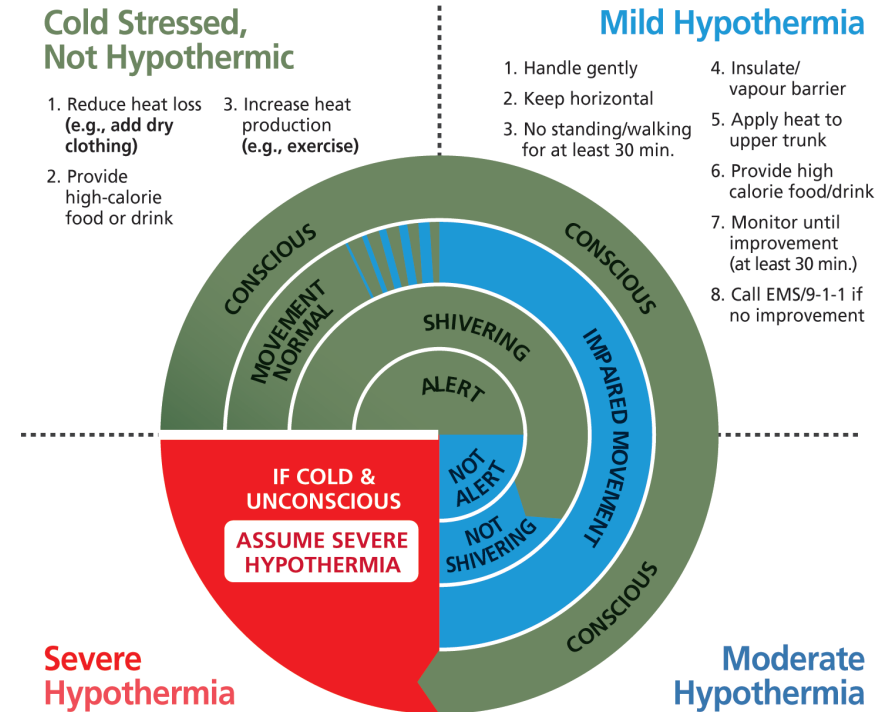 Cold Stressed,
Not Hypothermic
1. Reduce heat loss
(e.g., add dry
clothing)
2. Provide
high-calorie
food or drink
3. Increase heat
production
(e.g., exercise)
Mild Hypothermia
1. Handle gently
2. Keep horizontal
3. No standing/walking
for at least 30 min.
4. Insulate/
vapour barrier
5. Apply heat to
upper trunk
6. Provide high
calorie food/drink
7. Monitor until
improvement
(at least 30 min.)
8. Call EMS/9-1-1 if
no improvement
CONSCIOUS
MOVEMENT
NORMAL
SHIVERING
ALERT
CONSCIOUS
IMPAIRED MOVEMENT
NOT
ALERT
NOT
SHIVERING
CONSCIOUS
IF COLD &
UNCONSCIOUS
ASSUME SEVERE
HYPOTHERMIA
Severe
Hypothermia
Moderate
Hypothermia